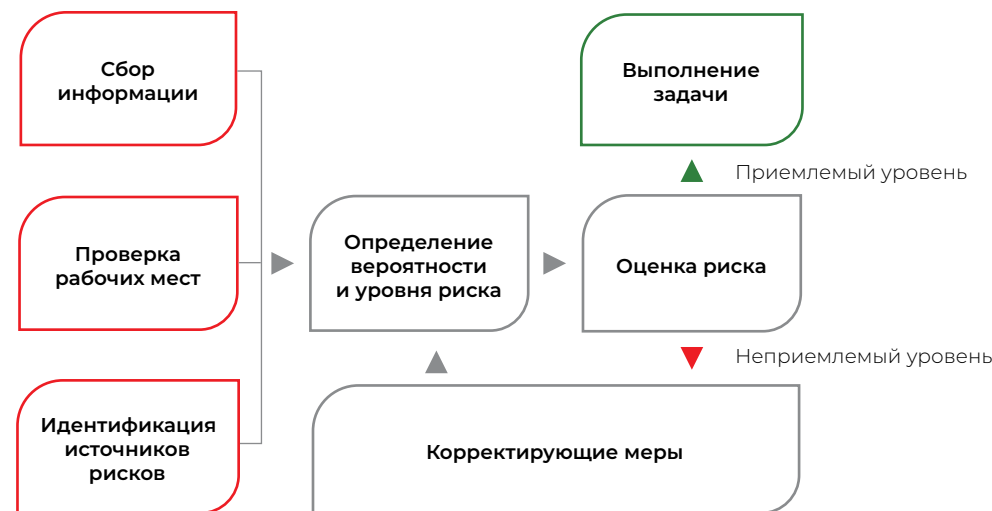 Сбор
информации
Выполнение
задачи
Приемлемый уровень
Проверка
рабочих мест
Определение
вероятности
и уровня риска
Оценка риска
Неприемлемый уровень
Идентификация
источников
рисков
Корректирующие меры